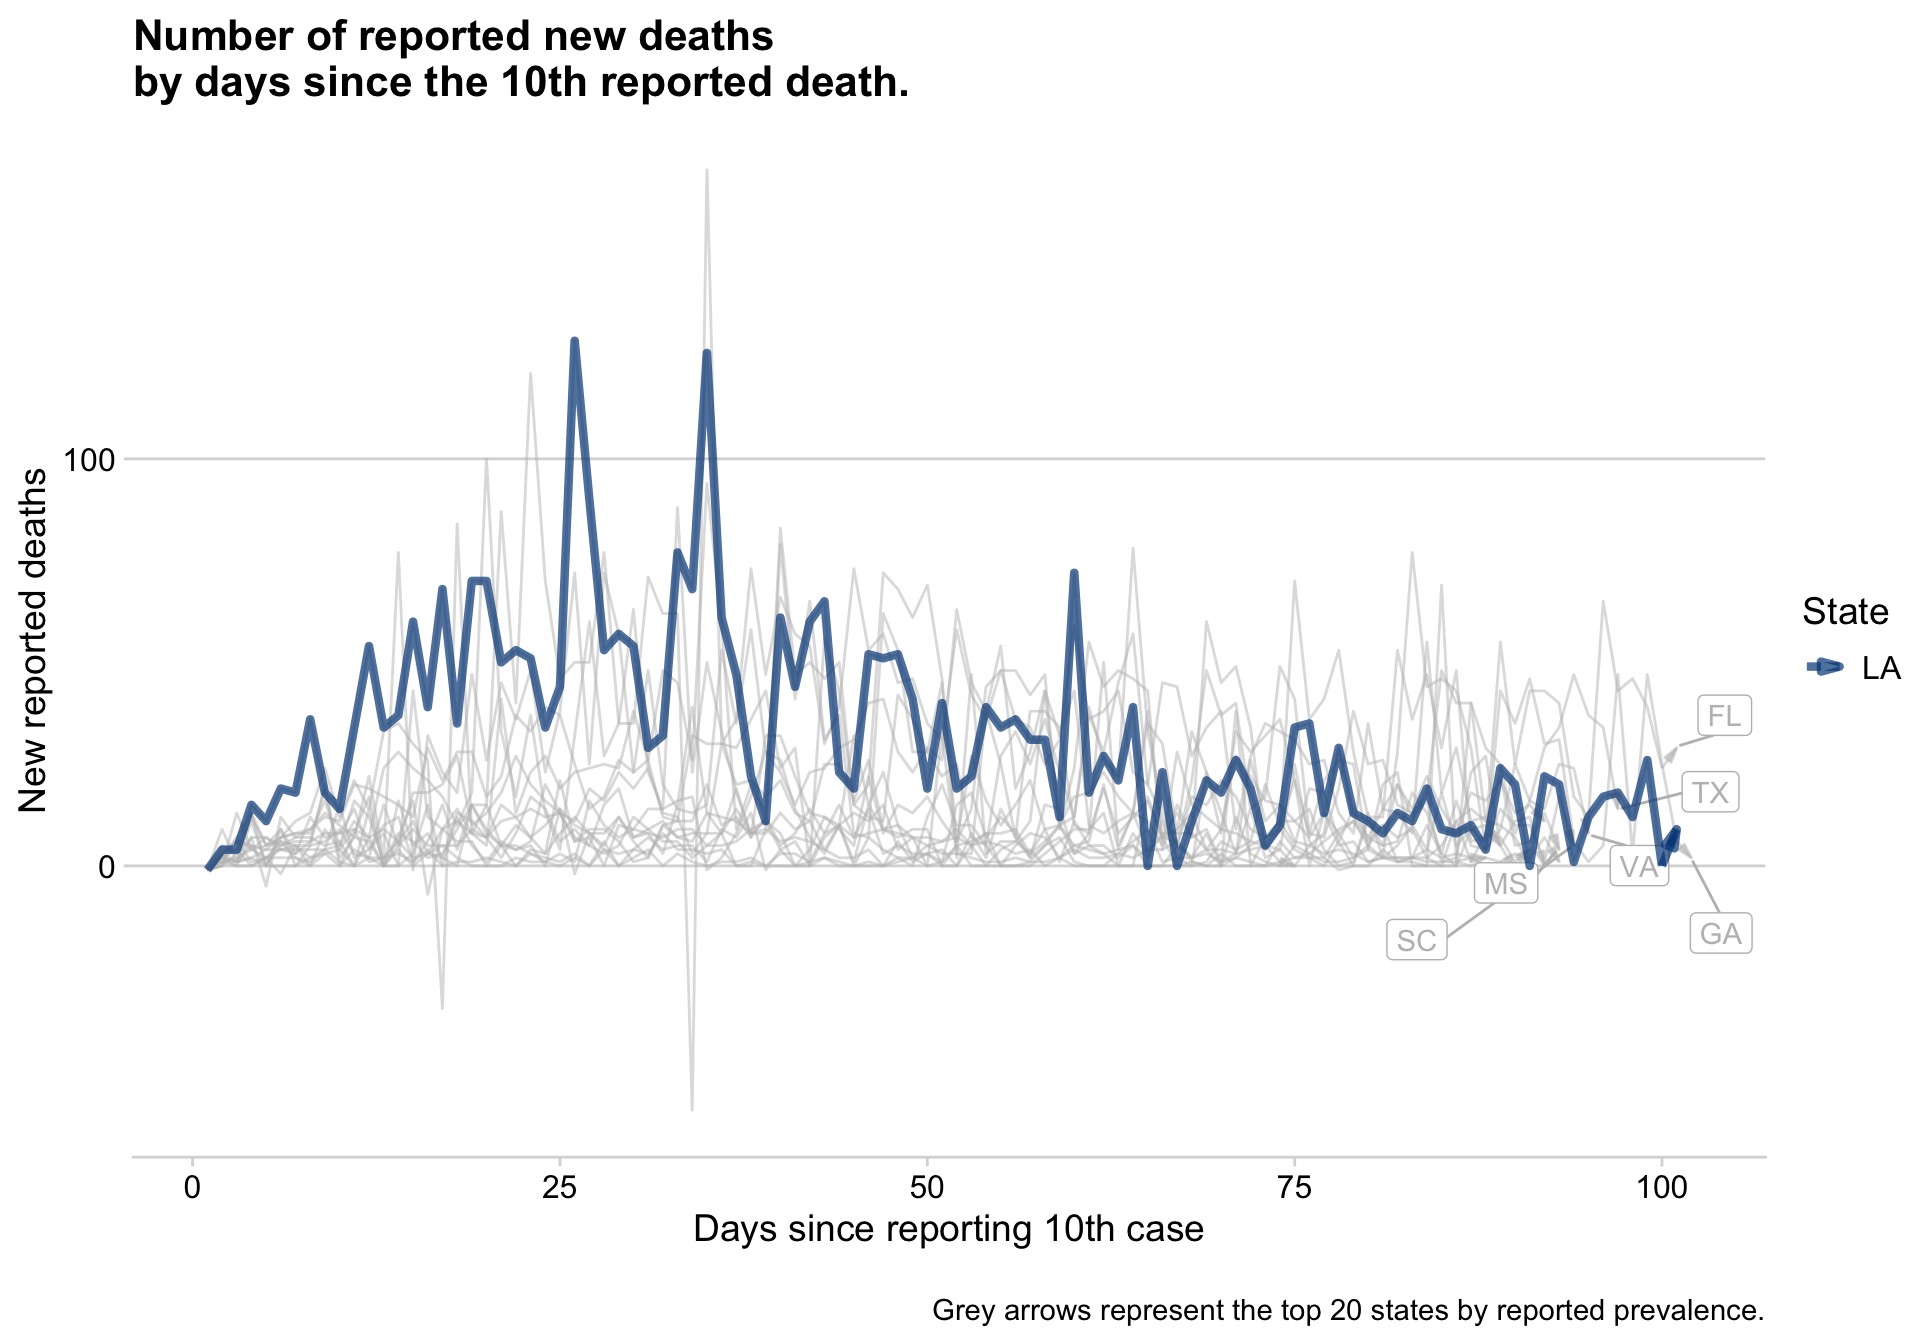 Number of reported new deaths
by days since the 10th reported death.
New reported deaths
100
0
FL
TX
VA
MS
SC
GA
State
LA
0 25 50 75 100
Days since reporting 10th case
Grey arrows represent the top 20 states by reported prevalence.